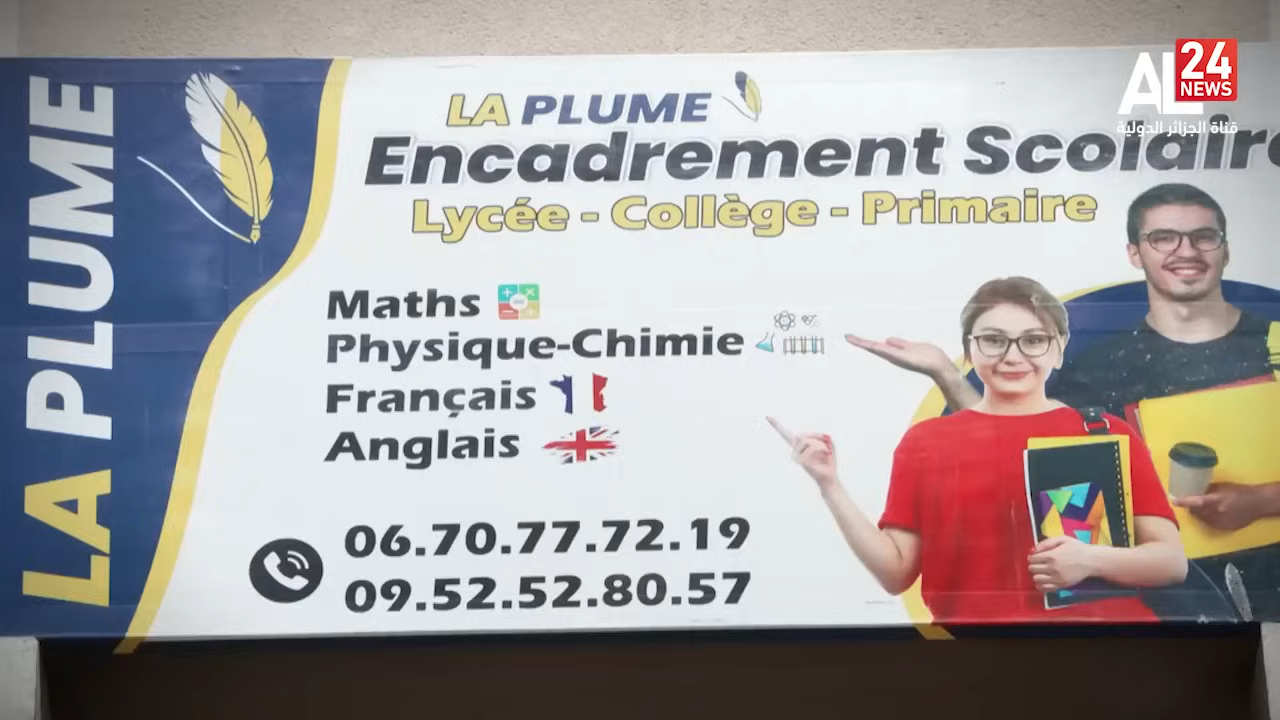 LA PLUME
LA PLUME
Encadrement Scolaire
Lycée - Collège - Primaire
Maths
Physique-Chimie
Français
Anglais
06.70.77.72.19
09.52.52.80.57
AL 24 NEWS
قناة الجزائر الدولية